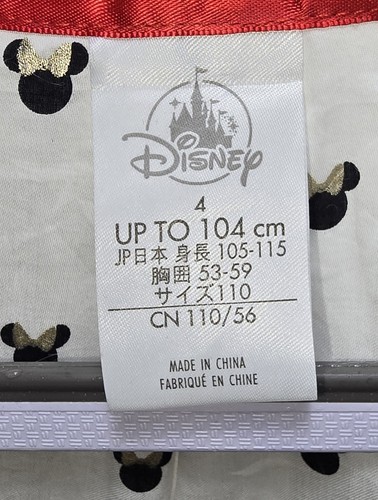 Disney
4
UP TO 104 cm
JP日本 身長 105-115
胸囲 53-59
サイズ110
CN 110/56
MADE IN CHINA
FABRIQUÉ EN CHINE